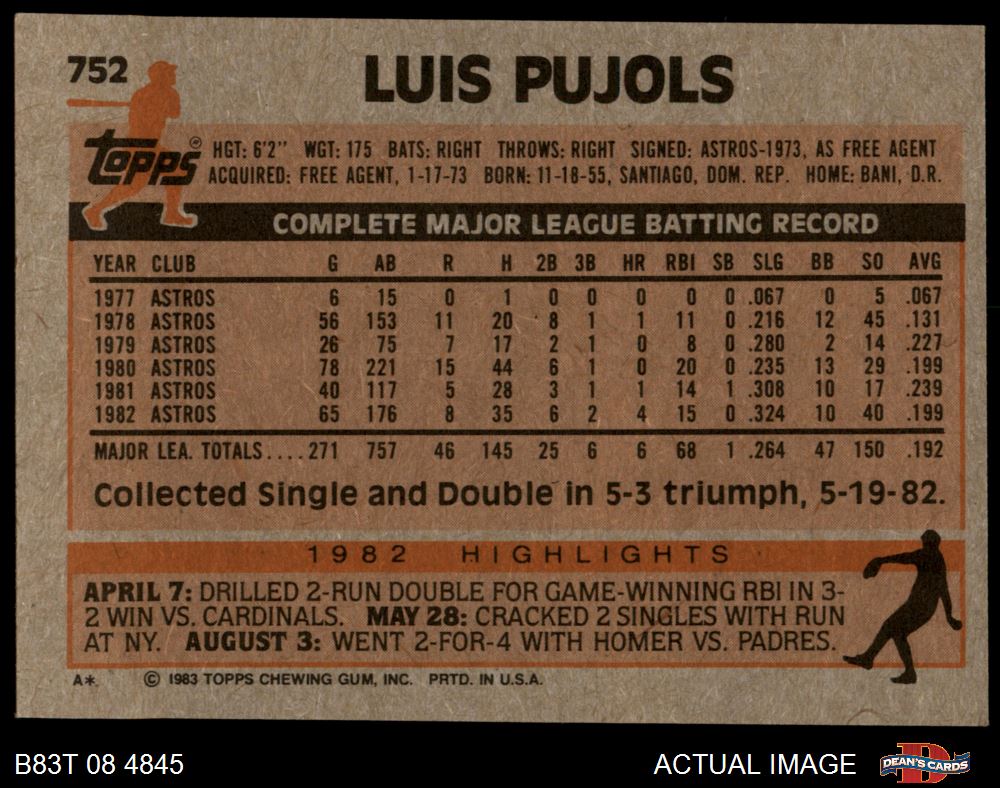 752
LUIS PUJOLS
Topps®
HGT: 6'2" WGT: 175 BATS: RIGHT THROWS: RIGHT SIGNED: ASTROS-1973, AS FREE AGENT
ACQUIRED: FREE AGENT, 1-17-73 BORN: 11-18-55, SANTIAGO, DOM. REP. HOME: BANI, D.R.
COMPLETE MAJOR LEAGUE BATTING RECORD
YEAR CLUB G AB R H 2B 3B HR RBI SB SLG BB SO AVG
1977 ASTROS 6 15 0 1 0 0 0 0 0 .067 0 5 .067
1978 ASTROS 56 153 11 20 8 1 1 11 0 .216 12 45 .131
1979 ASTROS 26 75 7 17 2 1 0 8 0 .280 2 14 .227
1980 ASTROS 78 221 15 44 6 1 0 20 0 .235 13 29 .199
1981 ASTROS 40 117 5 28 3 1 1 14 1 .308 10 17 .239
1982 ASTROS 65 176 8 35 6 2 4 15 0 .324 10 40 .199
MAJOR LEA. TOTALS....271 757 46 145 25 6 6 68 1 .264 47 150 .192
Collected Single and Double in 5-3 triumph, 5-19-82.
1982 HIGHLIGHTS
APRIL 7: DRILLED 2-RUN DOUBLE FOR GAME-WINNING RBI IN 3-
2 WIN VS. CARDINALS. MAY 28: CRACKED 2 SINGLES WITH RUN
AT NY. AUGUST 3: WENT 2-FOR-4 WITH HOMER VS. PADRES.
A* © 1983 TOPPS CHEWING GUM, INC. PRTD. IN U.S.A.
B83T 08 4845
ACTUAL IMAGE
D
DEAN'S CARDS